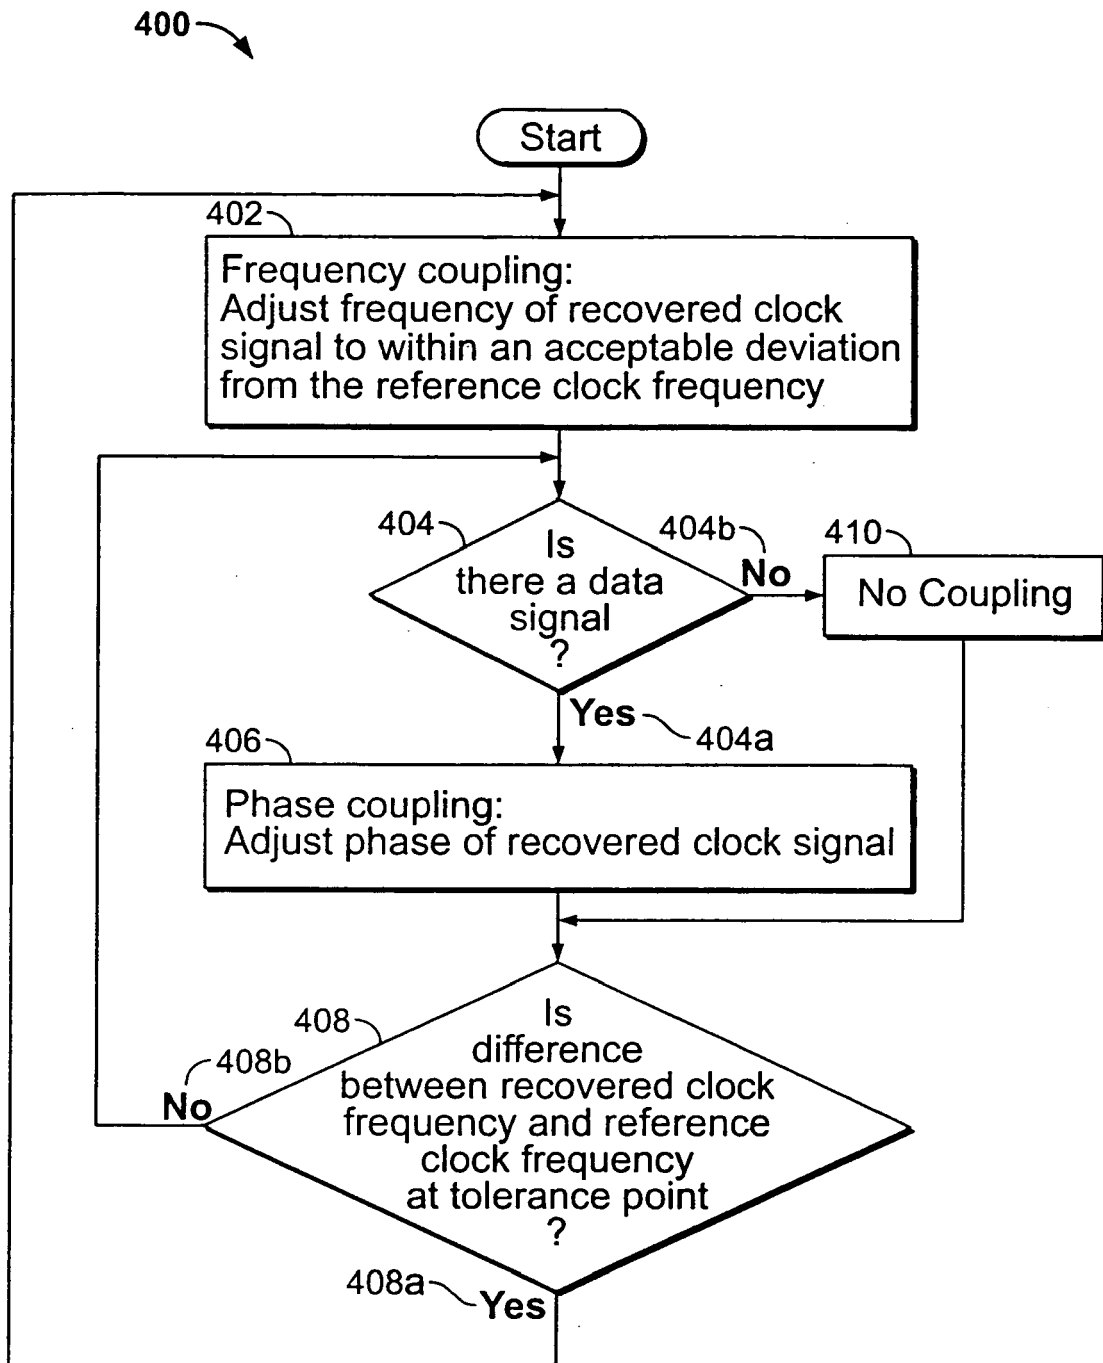 400
Start
402
Frequency coupling:
Adjust frequency of recovered clock
signal to within an acceptable deviation
from the reference clock frequency
404
Is
there a data
signal
?
404b
No
410
No Coupling
Yes
404a
406
Phase coupling:
Adjust phase of recovered clock signal
408
Is
difference
between recovered clock
frequency and reference
clock frequency
at tolerance point
?
408b
No
408a
Yes